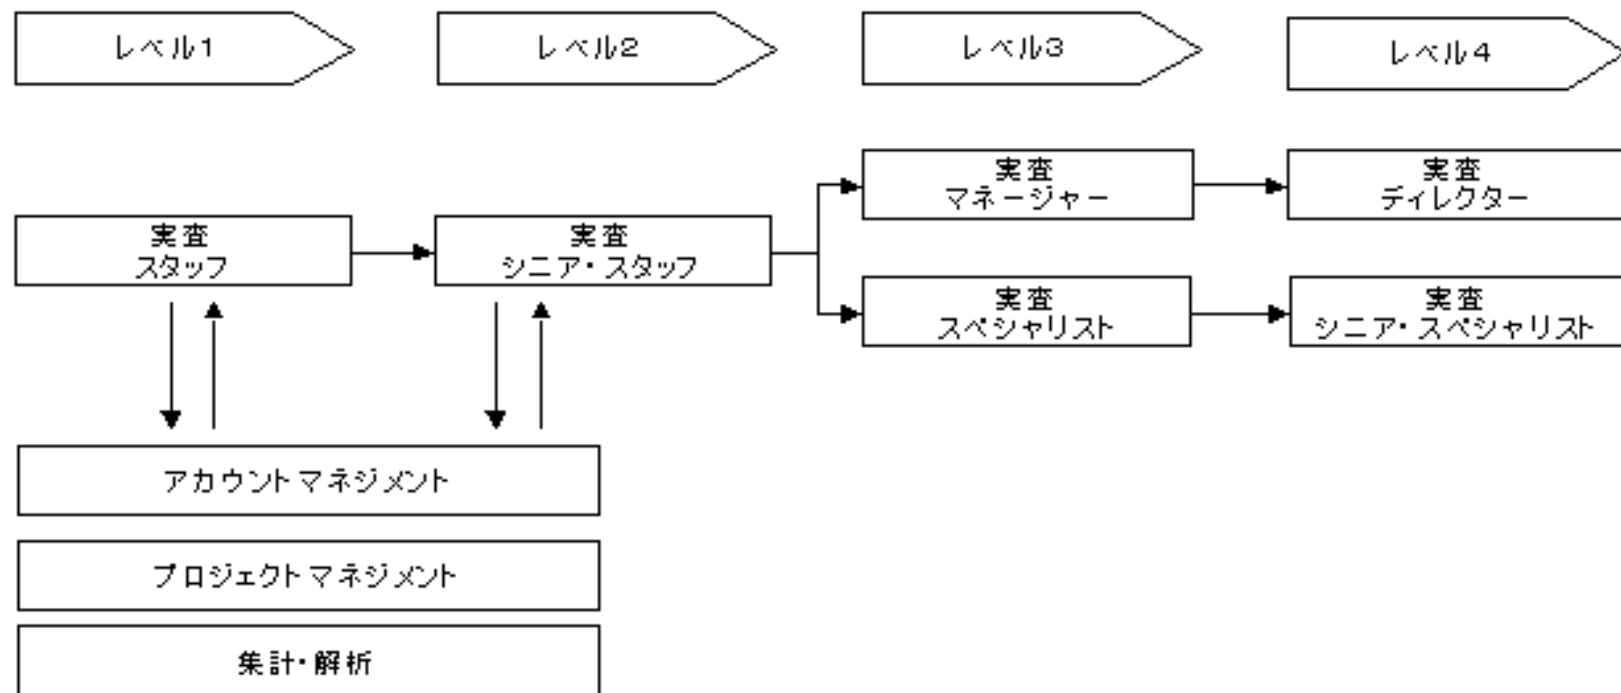 レベル1
レベル2
レベル3
レベル4
実査
マネージャー
実査
ディレクター
実査
スタッフ
実査
シニア・スタッフ
実査
スペシャリスト
実査
シニア・スペシャリスト
アカウントマネジメント
プロジェクトマネジメント
集計・解析